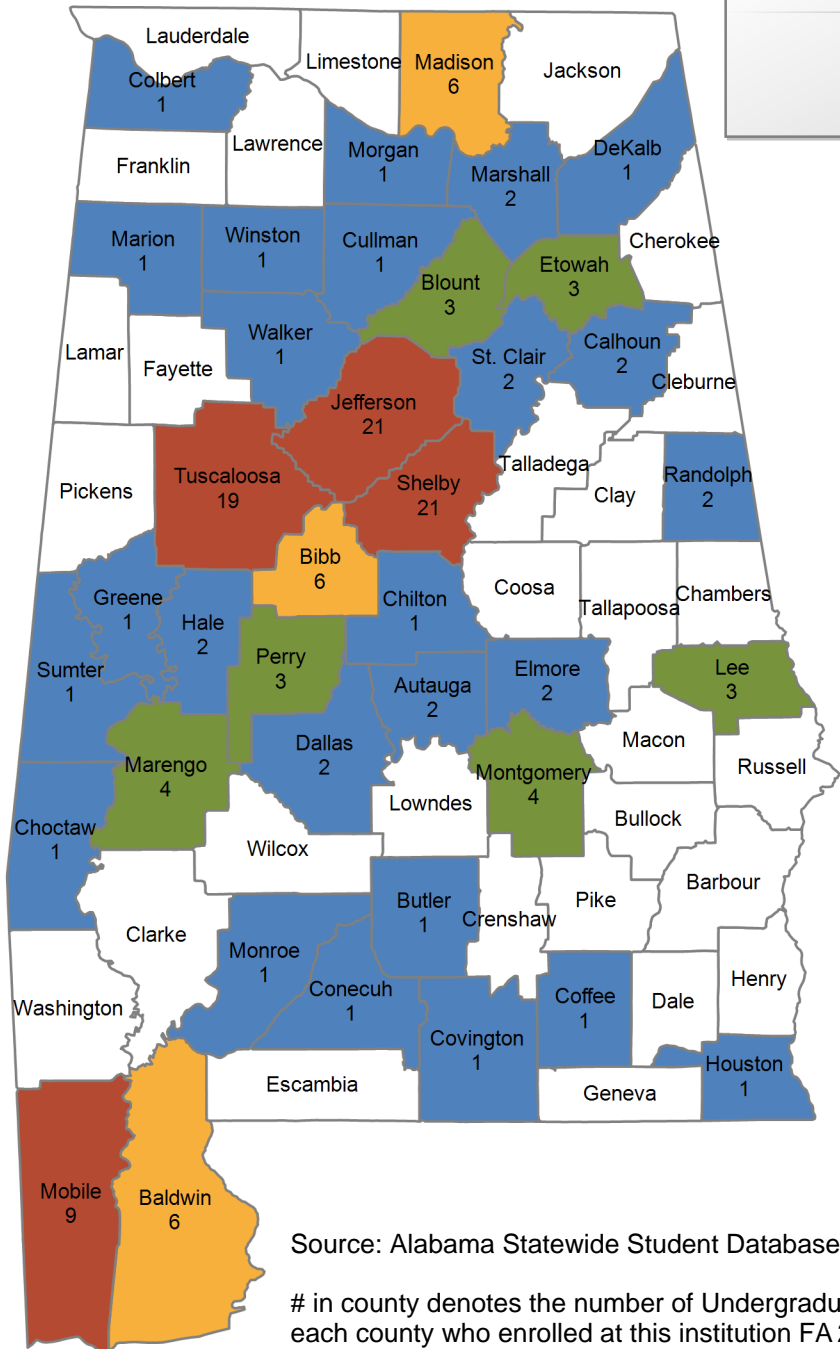 Lauderdale
Limestone
Madison
6
Jackson
Colbert
1
Lawrence
Franklin
Morgan
1
Marshall
2
DeKalb
1
Marion
1
Winston
1
Cullman
1
Blount
3
Etowah
3
Cherokee
Lamar
Fayette
Walker
1
St. Clair
2
Calhoun
2
Cleburne
Jefferson
21
Tuscaloosa
19
Shelby
21
Talladega
Pickens
Clay
Randolph
2
Bibb
6
Chilton
1
Coosa
Tallapoosa
Chambers
Greene
1
Hale
2
Sumter
1
Perry
3
Autauga
2
Elmore
2
Lee
3
Marengo
4
Dallas
2
Montgomery
4
Macon
Russell
Choctaw
1
Lowndes
Bullock
Wilcox
Butler
1
Crenshaw
Pike
Barbour
Clarke
Monroe
1
Conecuh
1
Washington
Covington
1
Coffee
1
Dale
Henry
Houston
1
Escambia
Geneva
Mobile
9
Baldwin
6
Source: Alabama Statewide Student Database
# in county denotes the number of Undergradu
each county who enrolled at this institution FA